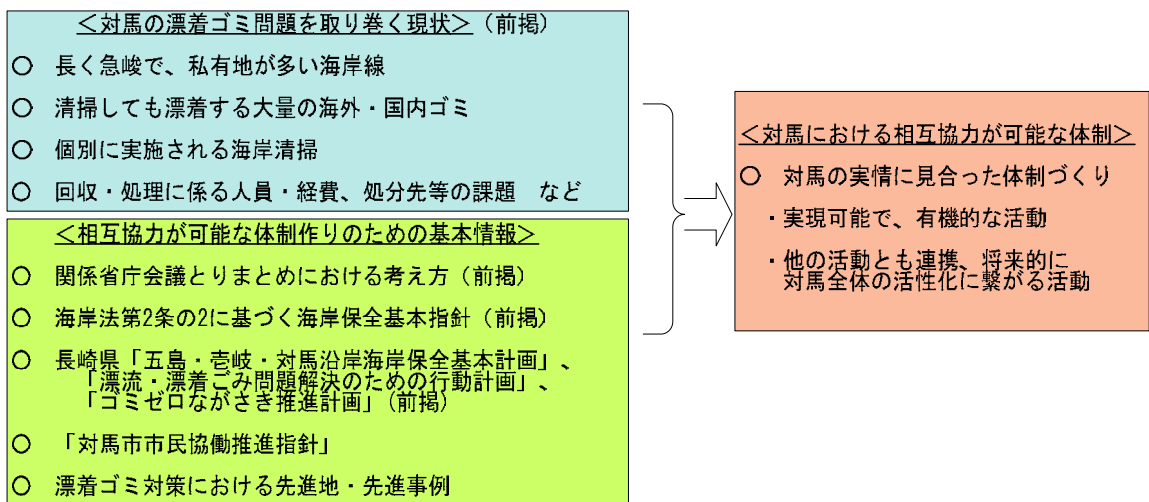 ＜対馬の漂着ゴミ問題を取り巻く現状＞（前掲）
○　長く急峻で、私有地が多い海岸線
○　清掃しても漂着する大量の海外・国内ゴミ
○　個別に実施される海岸清掃
○　回収・処理に係る人員・経費、処分先等の課題　など
＜相互協力が可能な体制作りのための基本情報＞
○　関係省庁会議とりまとめにおける考え方（前掲）
○　海岸法第2条の2に基づく海岸保全基本指針（前掲）
○　長崎県「五島・壱岐・対馬沿岸海岸保全基本計画」、
「漂流・漂着ごみ問題解決のための行動計画」、
「ゴミゼロながさき推進計画」（前掲）
○　「対馬市市民協働推進指針」
○　漂着ゴミ対策における先進地・先進事例
＜対馬における相互協力が可能な体制＞
○　対馬の実情に見合った体制づくり
・実現可能で、有機的な活動
・他の活動とも連携、将来的に
対馬全体の活性化に繋がる活動